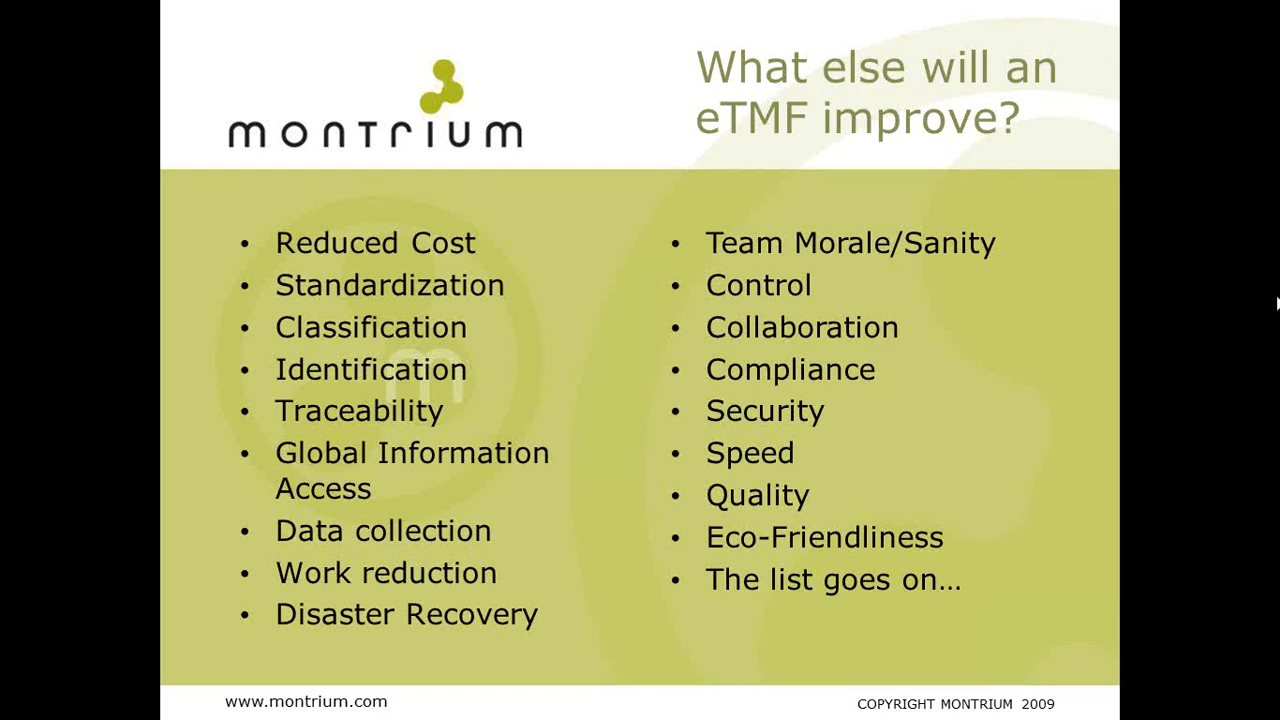 montrium
What else will an
eTMF improve?
• Reduced Cost
• Standardization
• Classification
• Identification
• Traceability
• Global Information
Access
• Data collection
• Work reduction
• Disaster Recovery
• Team Morale/Sanity
• Control
• Collaboration
• Compliance
• Security
• Speed
• Quality
• Eco-Friendliness
• The list goes on…
m
www.montrium.com
COPYRIGHT MONTRIUM 2009